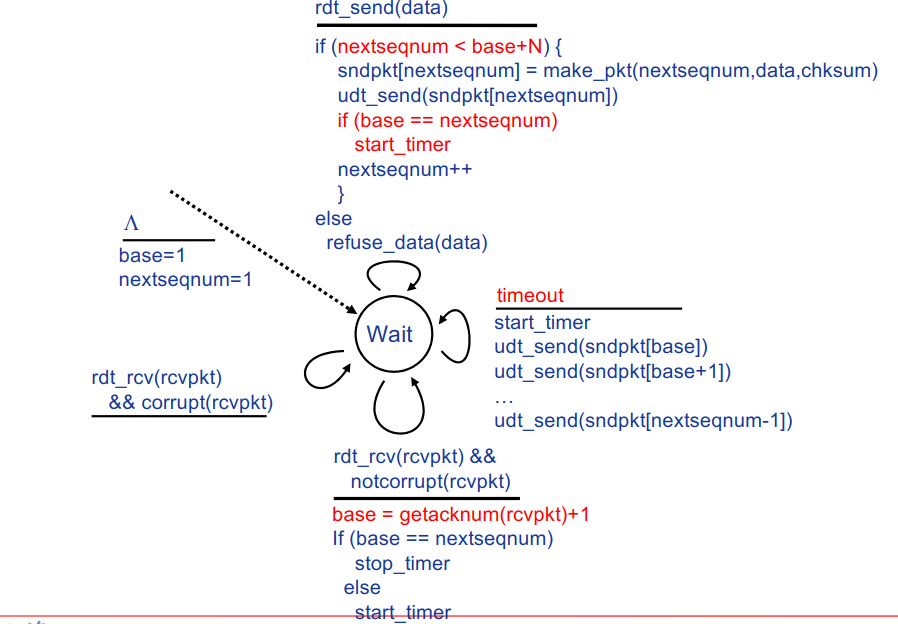 rdt_send(data)
if (nextseqnum < base+N) {
sndpkt[nextseqnum] = make_pkt(nextseqnum,data,chksum)
udt_send(sndpkt[nextseqnum])
if (base == nextseqnum)
start_timer
nextseqnum++
}
else
refuse_data(data)
Λ
base=1
nextseqnum=1
Wait
timeout
start_timer
udt_send(sndpkt[base])
udt_send(sndpkt[base+1])
…
udt_send(sndpkt[nextseqnum-1])
rdt_rcv(rcvpkt)
&& corrupt(rcvpkt)
rdt_rcv(rcvpkt) &&
notcorrupt(rcvpkt)
base = getacknum(rcvpkt)+1
If (base == nextseqnum)
stop_timer
else
start_timer